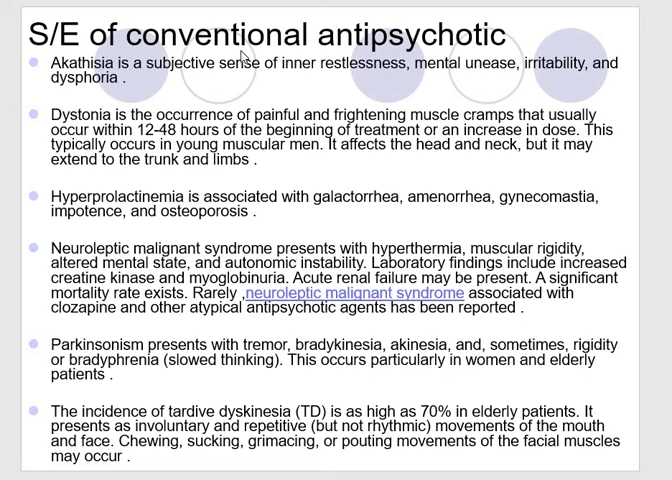 S/E of conventional antipsychotic
Akathisia is a subjective sense of inner restlessness, mental unease, irritability, and
dysphoria .
Dystonia is the occurrence of painful and frightening muscle cramps that usually
occur within 12-48 hours of the beginning of treatment or an increase in dose. This
typically occurs in young muscular men. It affects the head and neck, but it may
extend to the trunk and limbs .
Hyperprolactinemia is associated with galactorrhea, amenorrhea, gynecomastia,
impotence, and osteoporosis .
Neuroleptic malignant syndrome presents with hyperthermia, muscular rigidity,
altered mental state, and autonomic instability. Laboratory findings include increased
creatine kinase and myoglobinuria. Acute renal failure may be present. A significant
mortality rate exists. Rarely ,neuroleptic malignant syndrome associated with
clozapine and other atypical antipsychotic agents has been reported .
Parkinsonism presents with tremor, bradykinesia, akinesia, and, sometimes, rigidity
or bradyphrenia (slowed thinking). This occurs particularly in women and elderly
patients .
The incidence of tardive dyskinesia (TD) is as high as 70% in elderly patients. It
presents as involuntary and repetitive (but not rhythmic) movements of the mouth
and face. Chewing, sucking, grimacing, or pouting movements of the facial muscles
may occur .